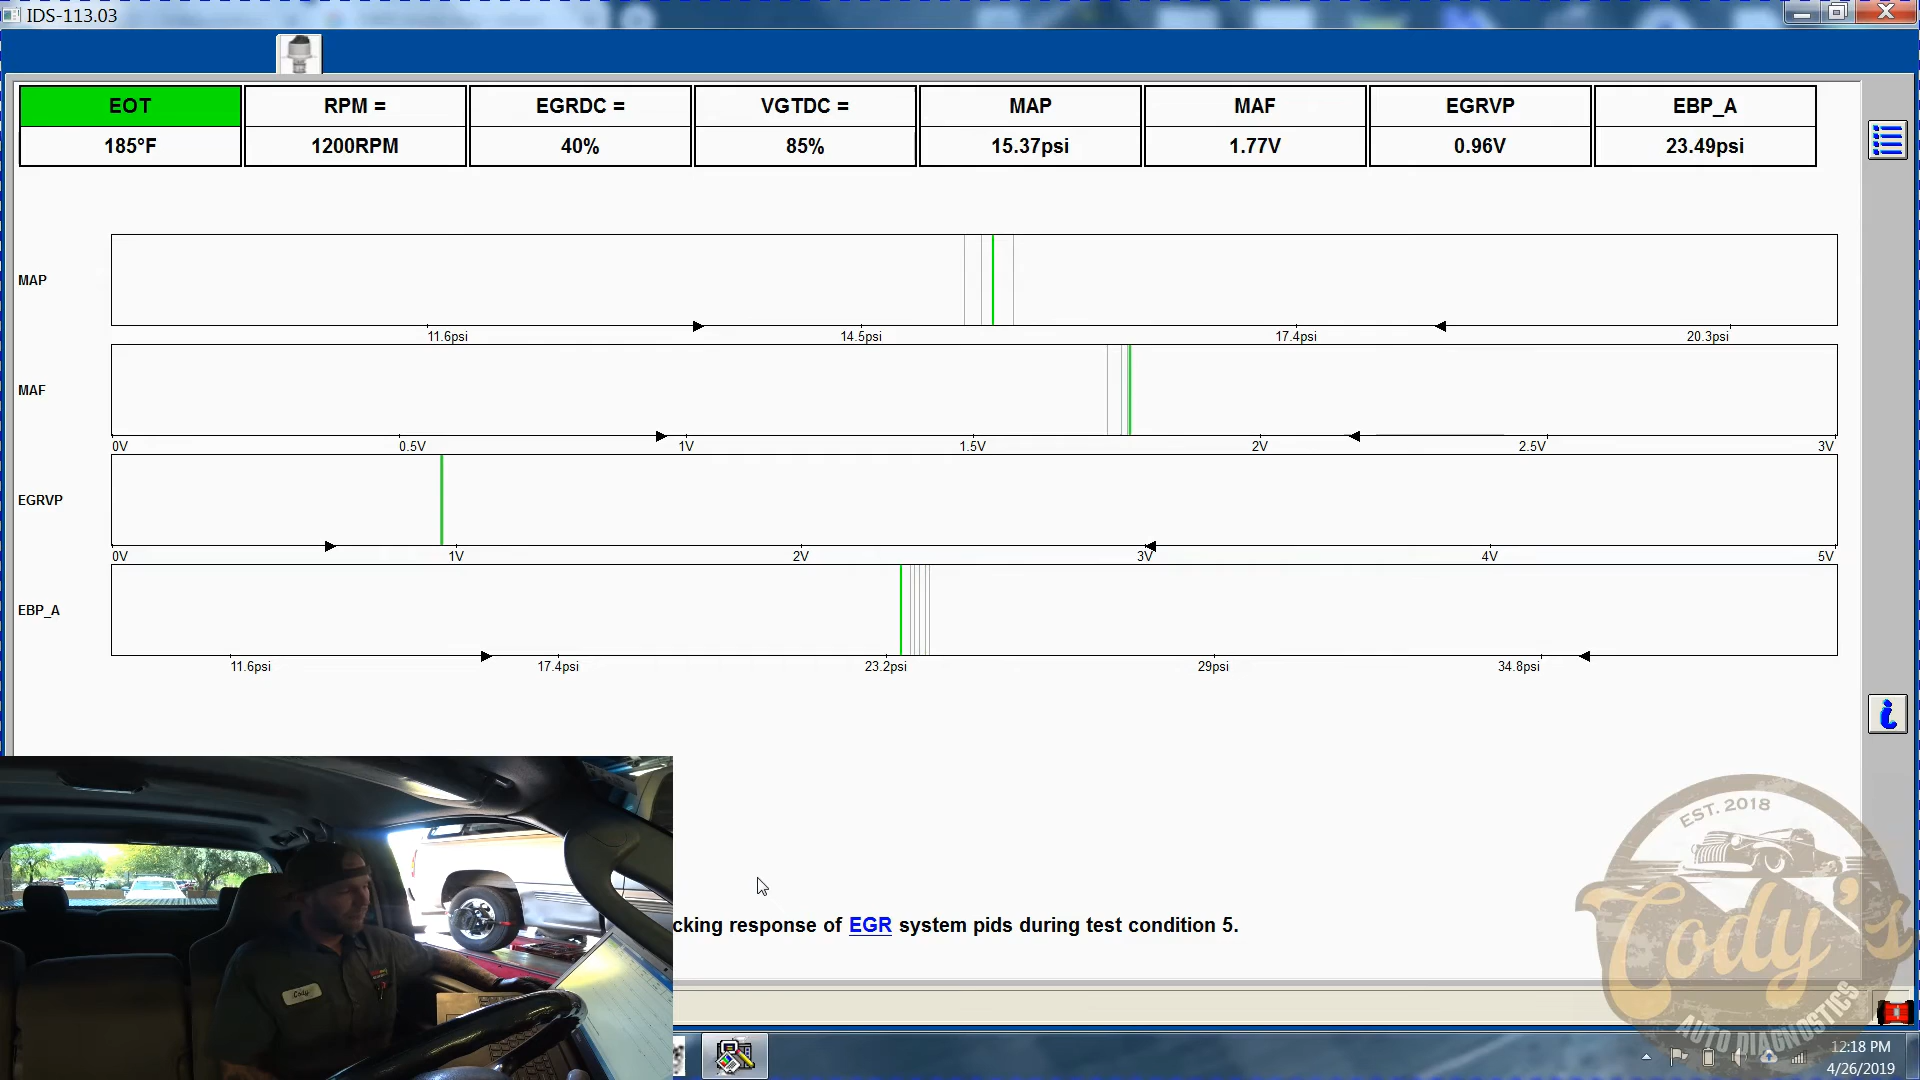 IDS-113.03
EOT RPM = EGRDC = VGTDC = MAP MAF EGRVP EBP_A
185°F 1200RPM 40% 85% 15.37psi 1.77V 0.96V 23.49psi
MAP
11.6psi 14.5psi 17.4psi 20.3psi
MAF
0V 0.5V 1V 1.5V 2V 2.5V 3V
EGRVP
0V 1V 2V 3V 4V 5V
EBP_A
11.6psi 17.4psi 23.2psi 29psi 34.8psi
EST. 2018
cking response of EGR system pids during test condition 5.
Cody's
AUTO DIAGNOSTICS
Cody
12:18 PM
4/26/2019